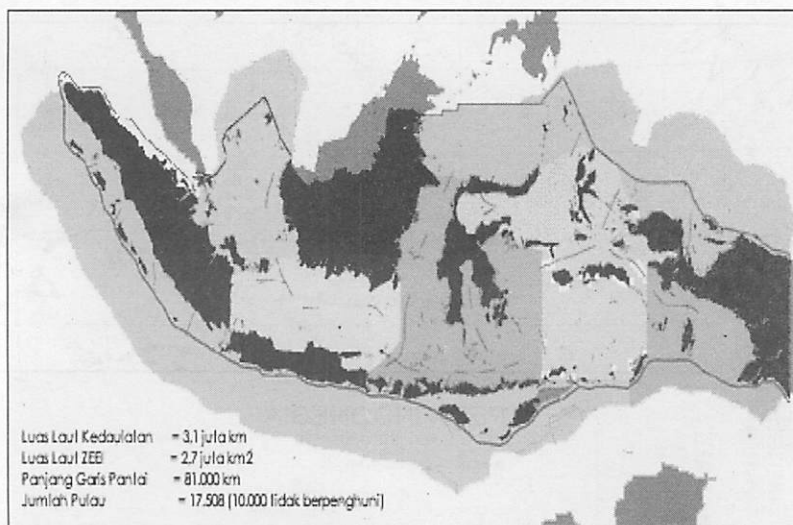 Luas Laut Kedaulatan = 3,1 juta km
Luas Laut ZEEI = 2,7 juta km2
Panjang Garis Pantai = 81.000 km
Jumlah Pulau = 17.508 (10.000 tidak berpenghuni)